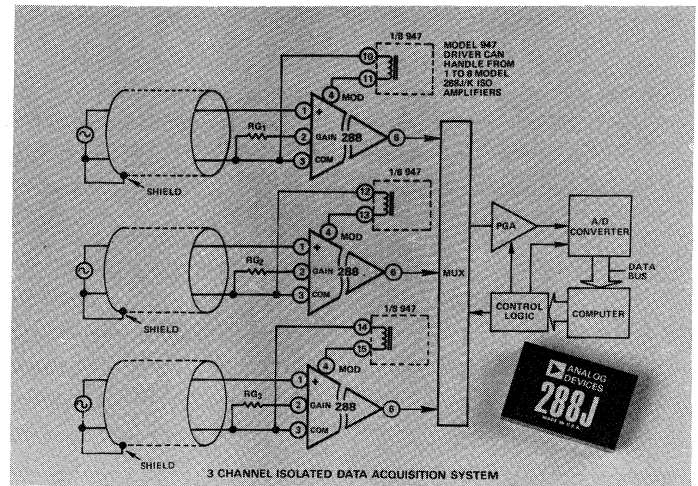 1/8 947
10
11
MODEL 947
DRIVER CAN
HANDLE FROM
1 TO 8 MODEL
288J/K ISO
AMPLIFIERS
4
MOD
1
+
RG1
2
GAIN
288
6
3
COM
SHIELD
1/8 947
12
13
4
MOD
1
+
RG2
2
GAIN
288
6
3
COM
SHIELD
1/8 947
14
15
4
MOD
1
+
RG3
2
GAIN
288
6
3
COM
SHIELD
MUX
PGA
A/D
CONVERTER
DATA
BUS
CONTROL
LOGIC
COMPUTER
ANALOG
DEVICES
288J
3 CHANNEL ISOLATED DATA ACQUISITION SYSTEM